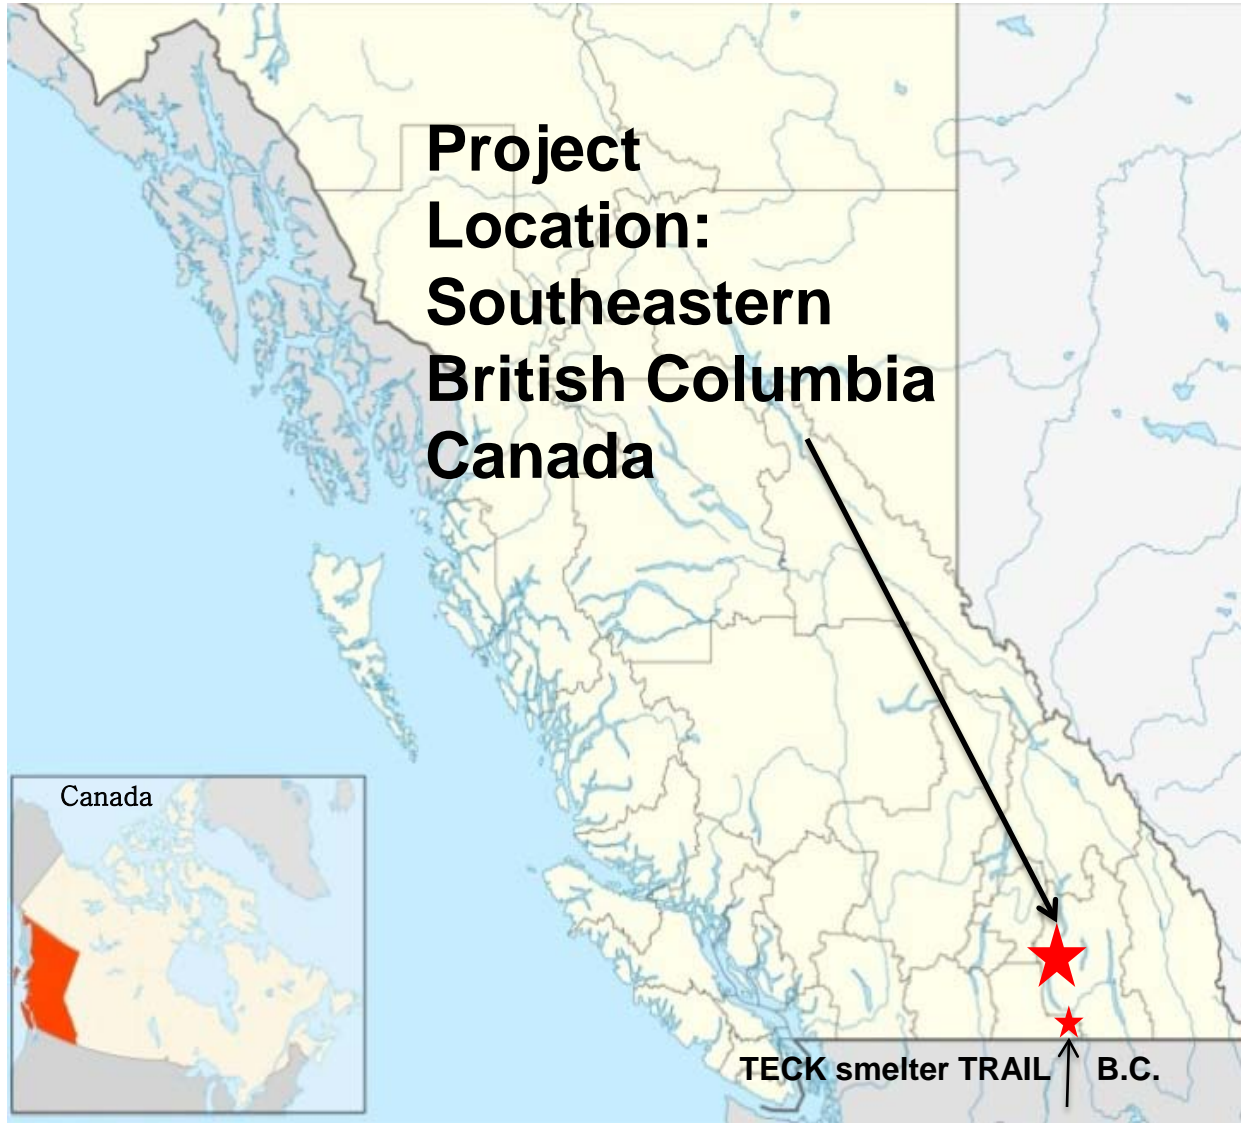 Project
Location:
Southeastern
British Columbia
Canada
Canada
TECK smelter TRAIL B.C.